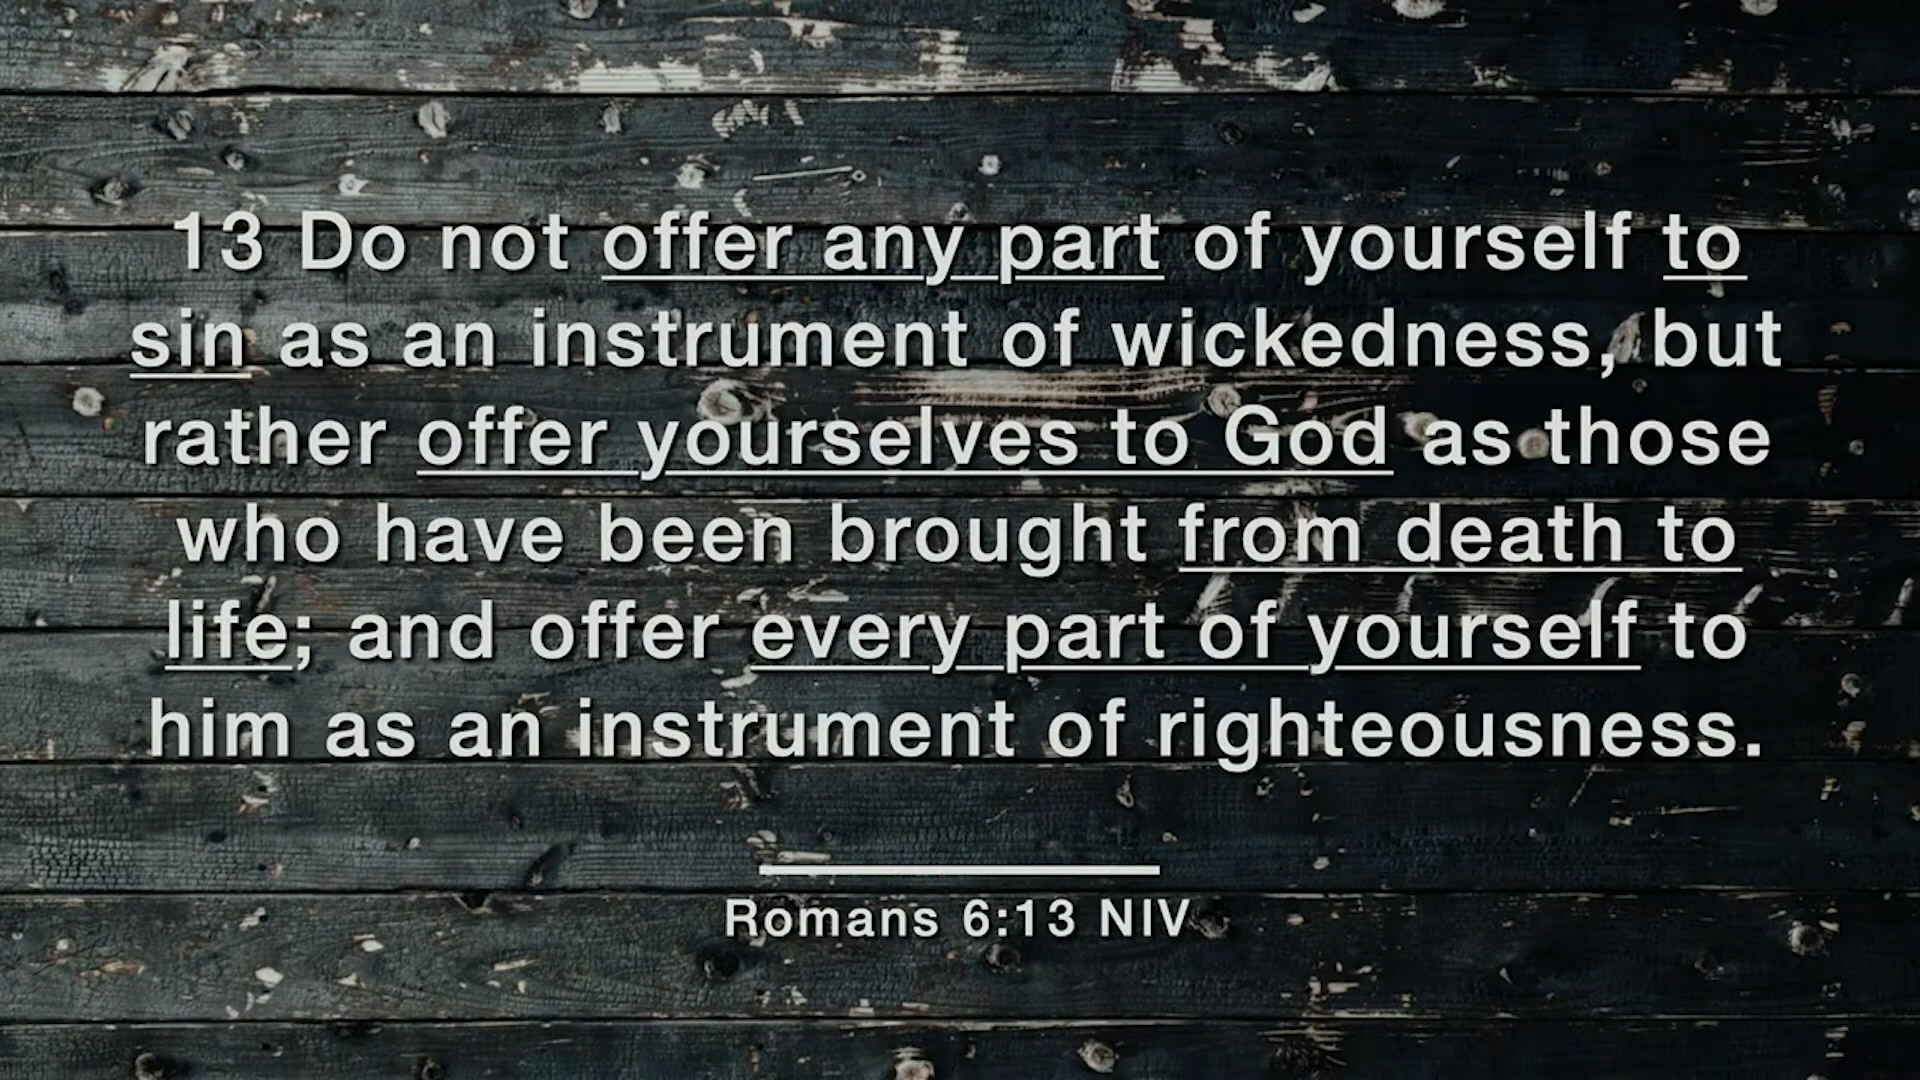 13 Do not offer any part of yourself to
sin as an instrument of wickedness, but
rather offer yourselves to God as those
who have been brought from death to
life; and offer every part of yourself to
him as an instrument of righteousness.
Romans 6:13 NIV